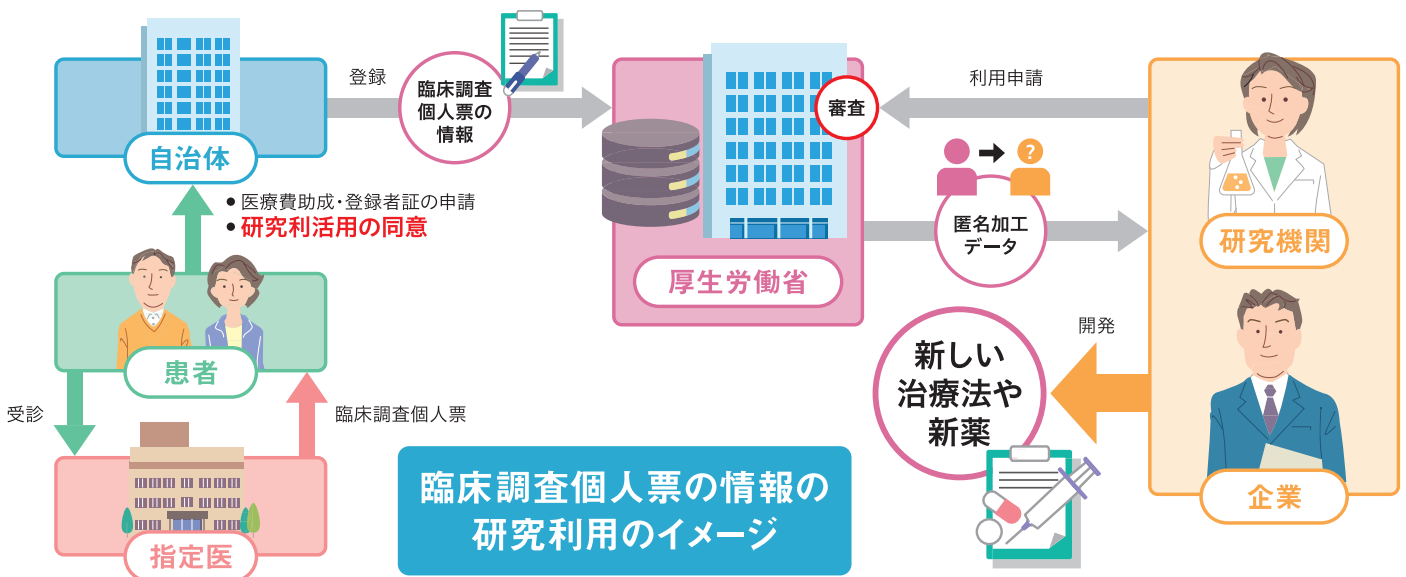 登録
臨床調査
個人票の
情報
自治体
• 医療費助成・登録者証の申請
• 研究利活用の同意
患者
受診
臨床調査個人票
指定医
審査
厚生労働省
利用申請
?
匿名加工
データ
研究機関
企業
開発
新しい
治療法や
新薬
臨床調査個人票の情報の
研究利用のイメージ